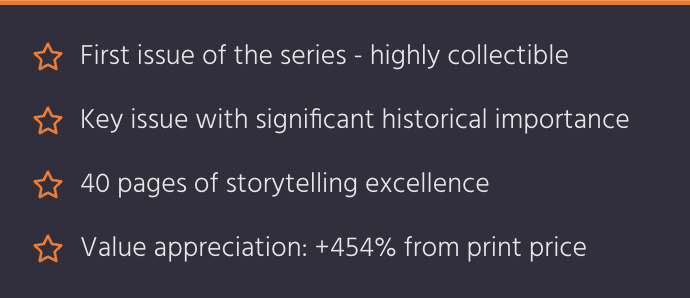 First issue of the series - highly collectible
Key issue with significant historical importance
40 pages of storytelling excellence
Value appreciation: +454% from print price